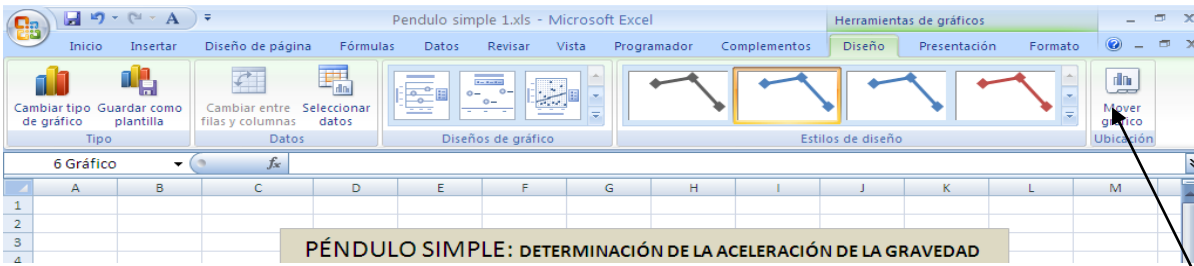 Pendulo simple 1.xls - Microsoft Excel
Herramientas de gráficos
Inicio Insertar Diseño de página Fórmulas Datos Revisar Vista Programador Complementos Diseño Presentación Formato
Cambiar tipo de gráfico
Guardar como plantilla
Cambiar entre filas y columnas
Seleccionar datos
Mover gráfico
Tipo Datos Diseños de gráfico Estilos de diseño Ubicación
6 Gráfico fx
A B C D E F G H I J K L M
1
2
3
4
PÉNDULO SIMPLE: DETERMINACIÓN DE LA ACELERACIÓN DE LA GRAVEDAD